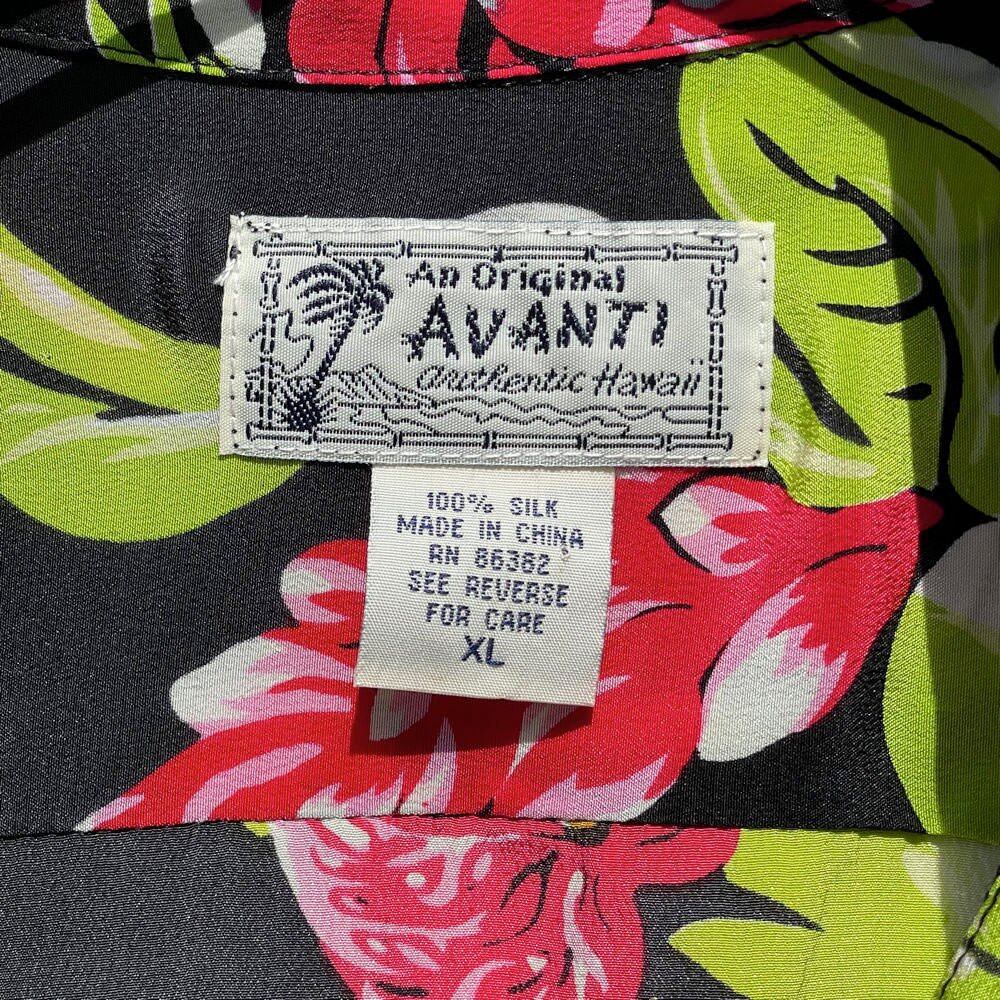 An Original
AVANTI
authentic Hawaii
100% SILK
MADE IN CHINA
RN 86382
SEE REVERSE
FOR CARE
XL